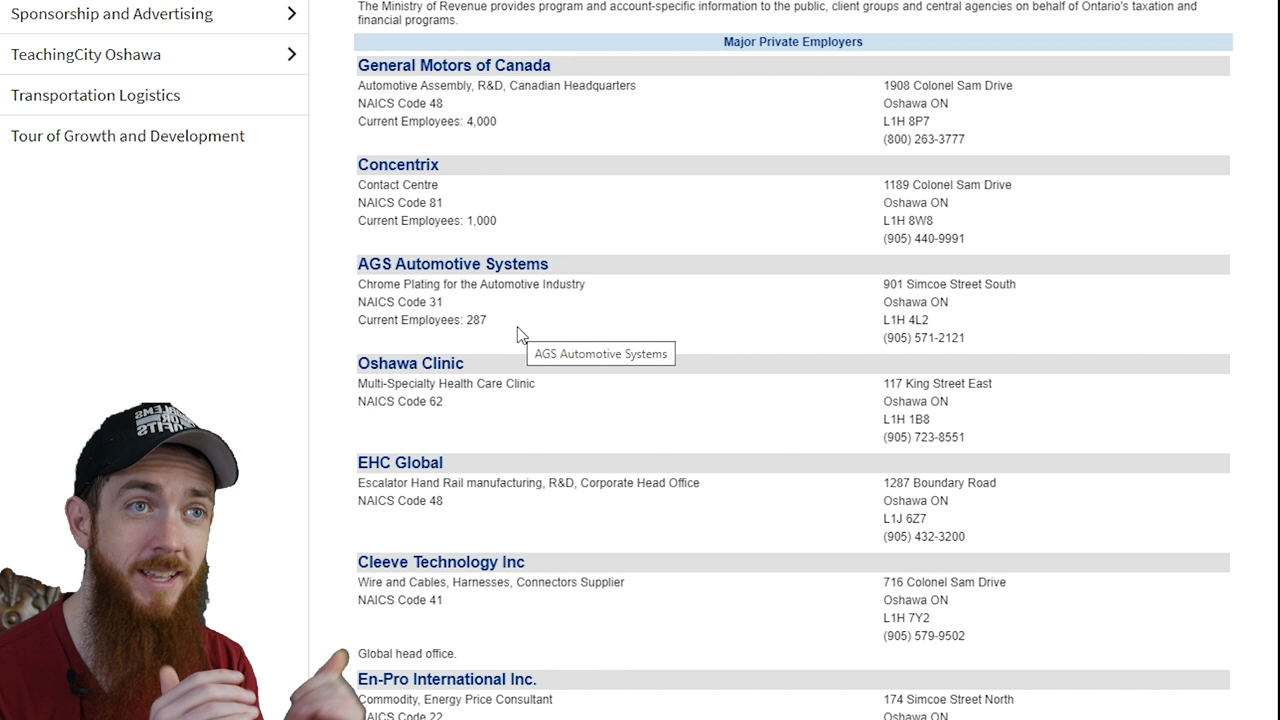 Sponsorship and Advertising
TeachingCity Oshawa
Transportation Logistics
Tour of Growth and Development
The Ministry of Revenue provides program and account-specific information to the public, client groups and central agencies on behalf of Ontario's taxation and
financial programs.
Major Private Employers
General Motors of Canada
Automotive Assembly, R&D, Canadian Headquarters
1908 Colonel Sam Drive
NAICS Code 48
Oshawa ON
Current Employees: 4,000
L1H 8P7
(800) 263-3777
Concentrix
Contact Centre
1189 Colonel Sam Drive
NAICS Code 81
Oshawa ON
Current Employees: 1,000
L1H 8W8
(905) 440-9991
AGS Automotive Systems
Chrome Plating for the Automotive Industry
901 Simcoe Street South
NAICS Code 31
Oshawa ON
Current Employees: 287
L1H 4L2
(905) 571-2121
AGS Automotive Systems
Oshawa Clinic
Multi-Specialty Health Care Clinic
117 King Street East
NAICS Code 62
Oshawa ON
L1H 1B8
(905) 723-8551
EHC Global
Escalator Hand Rail manufacturing, R&D, Corporate Head Office
1287 Boundary Road
NAICS Code 48
Oshawa ON
L1J 6Z7
(905) 432-3200
Cleeve Technology Inc
Wire and Cables, Harnesses, Connectors Supplier
716 Colonel Sam Drive
NAICS Code 41
Oshawa ON
L1H 7Y2
(905) 579-9502
Global head office.
En-Pro International Inc.
Commodity, Energy Price Consultant
174 Simcoe Street North
NAICS Code 22
Oshawa ON